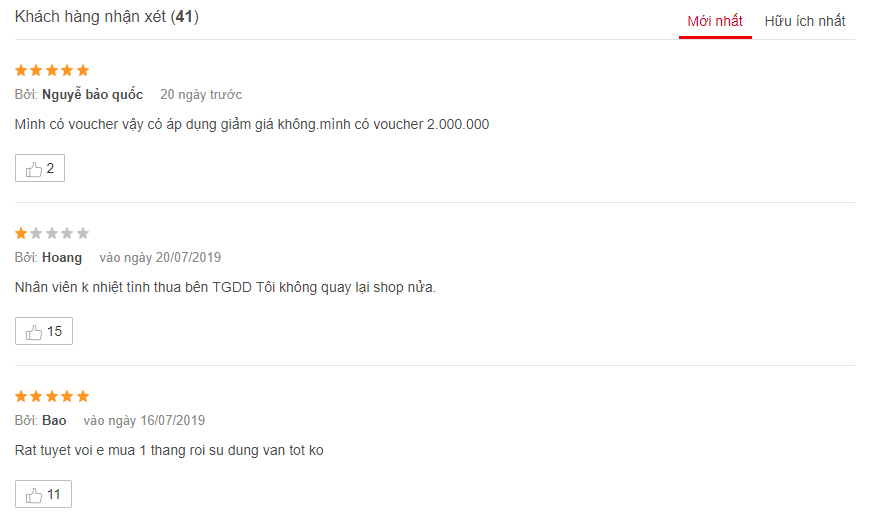 Khách hàng nhận xét (41)
Mới nhất Hữu ích nhất
Bởi: Nguyễ bảo quốc 20 ngày trước
Mình có voucher vậy có áp dụng giảm giá không.mình có voucher 2.000.000
2
Bởi: Hoang vào ngày 20/07/2019
Nhân viên k nhiệt tình thua bên TGDD Tôi không quay lại shop nửa.
15
Bởi: Bao vào ngày 16/07/2019
Rat tuyet voi e mua 1 thang roi su dung van tot ko
11